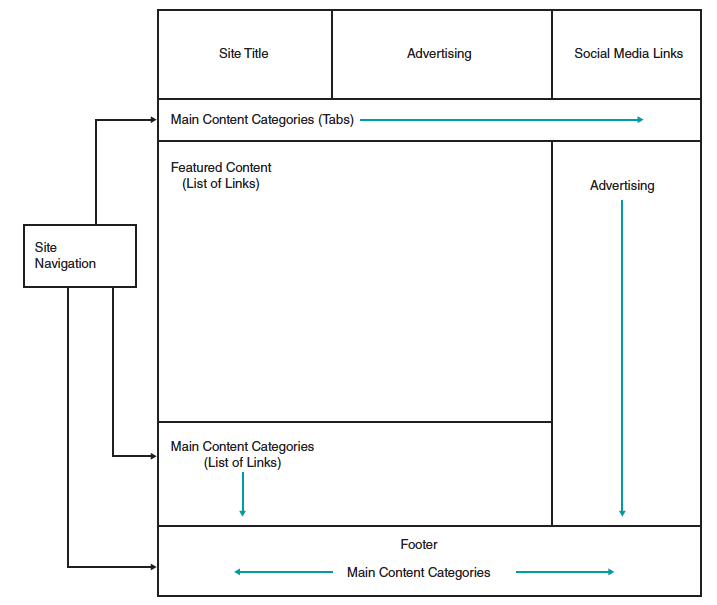 Site Title
Advertising
Social Media Links
Main Content Categories (Tabs)
Featured Content
(List of Links)
Advertising
Site
Navigation
Main Content Categories
(List of Links)
Footer
Main Content Categories